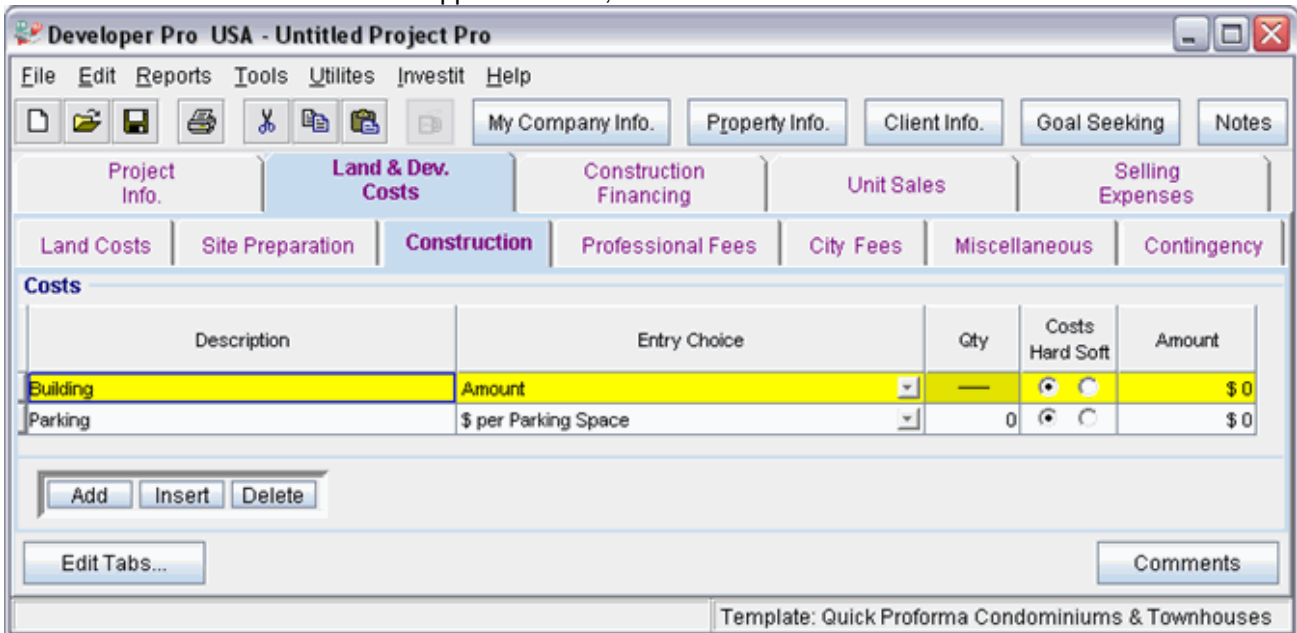 Developer Pro USA - Untitled Project Pro
File Edit Reports Tools Utilites Investit Help
My Company Info. Property Info. Client Info. Goal Seeking Notes
Project Info. Land & Dev. Costs Construction Financing Unit Sales Selling Expenses
Land Costs Site Preparation Construction Professional Fees City Fees Miscellaneous Contingency
Costs
Description Entry Choice Qty Costs Hard Soft Amount
Building Amount — $ 0
Parking $ per Parking Space 0 $ 0
Add Insert Delete
Edit Tabs... Comments
Template: Quick Proforma Condominiums & Townhouses